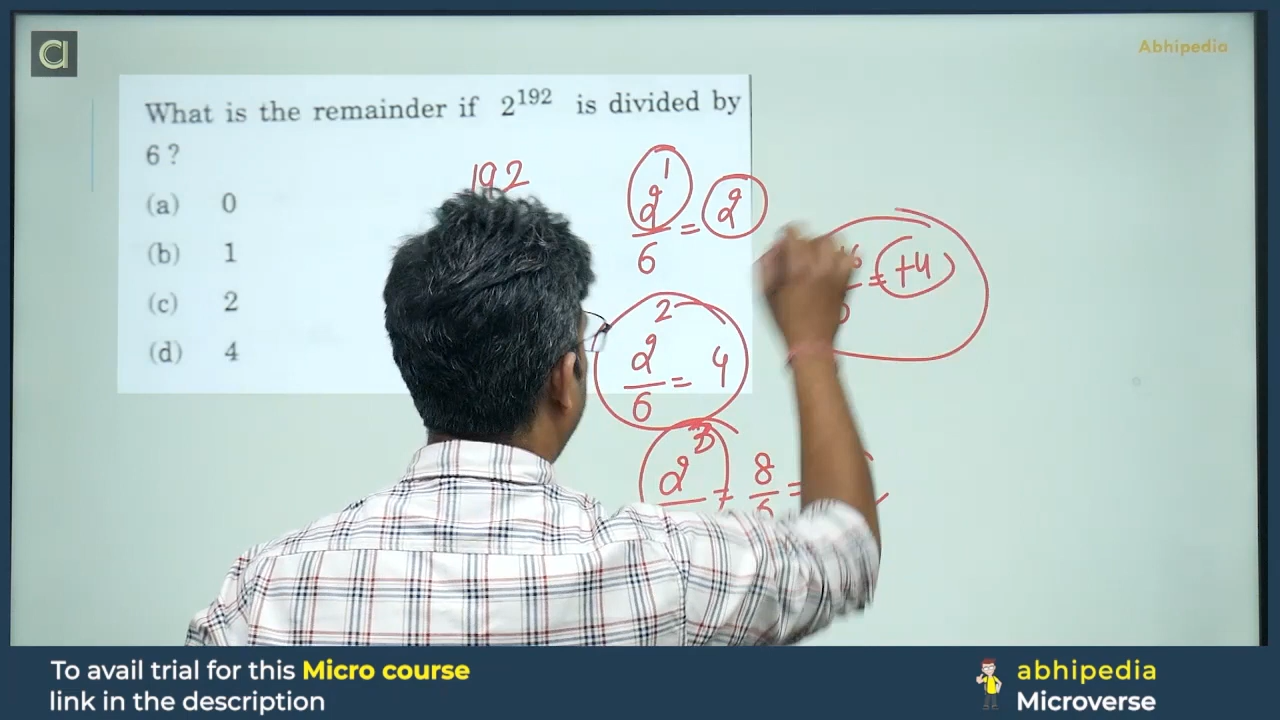 a
Abhipedia
What is the remainder if 2^192 is divided by
6 ?
(a) 0
(b) 1
(c) 2
(d) 4
192
2^1/6 = 2
= +4
2^2/6 = 4
2^3 = 8/6 =
To avail trial for this Micro course
link in the description
abhipedia
Microverse